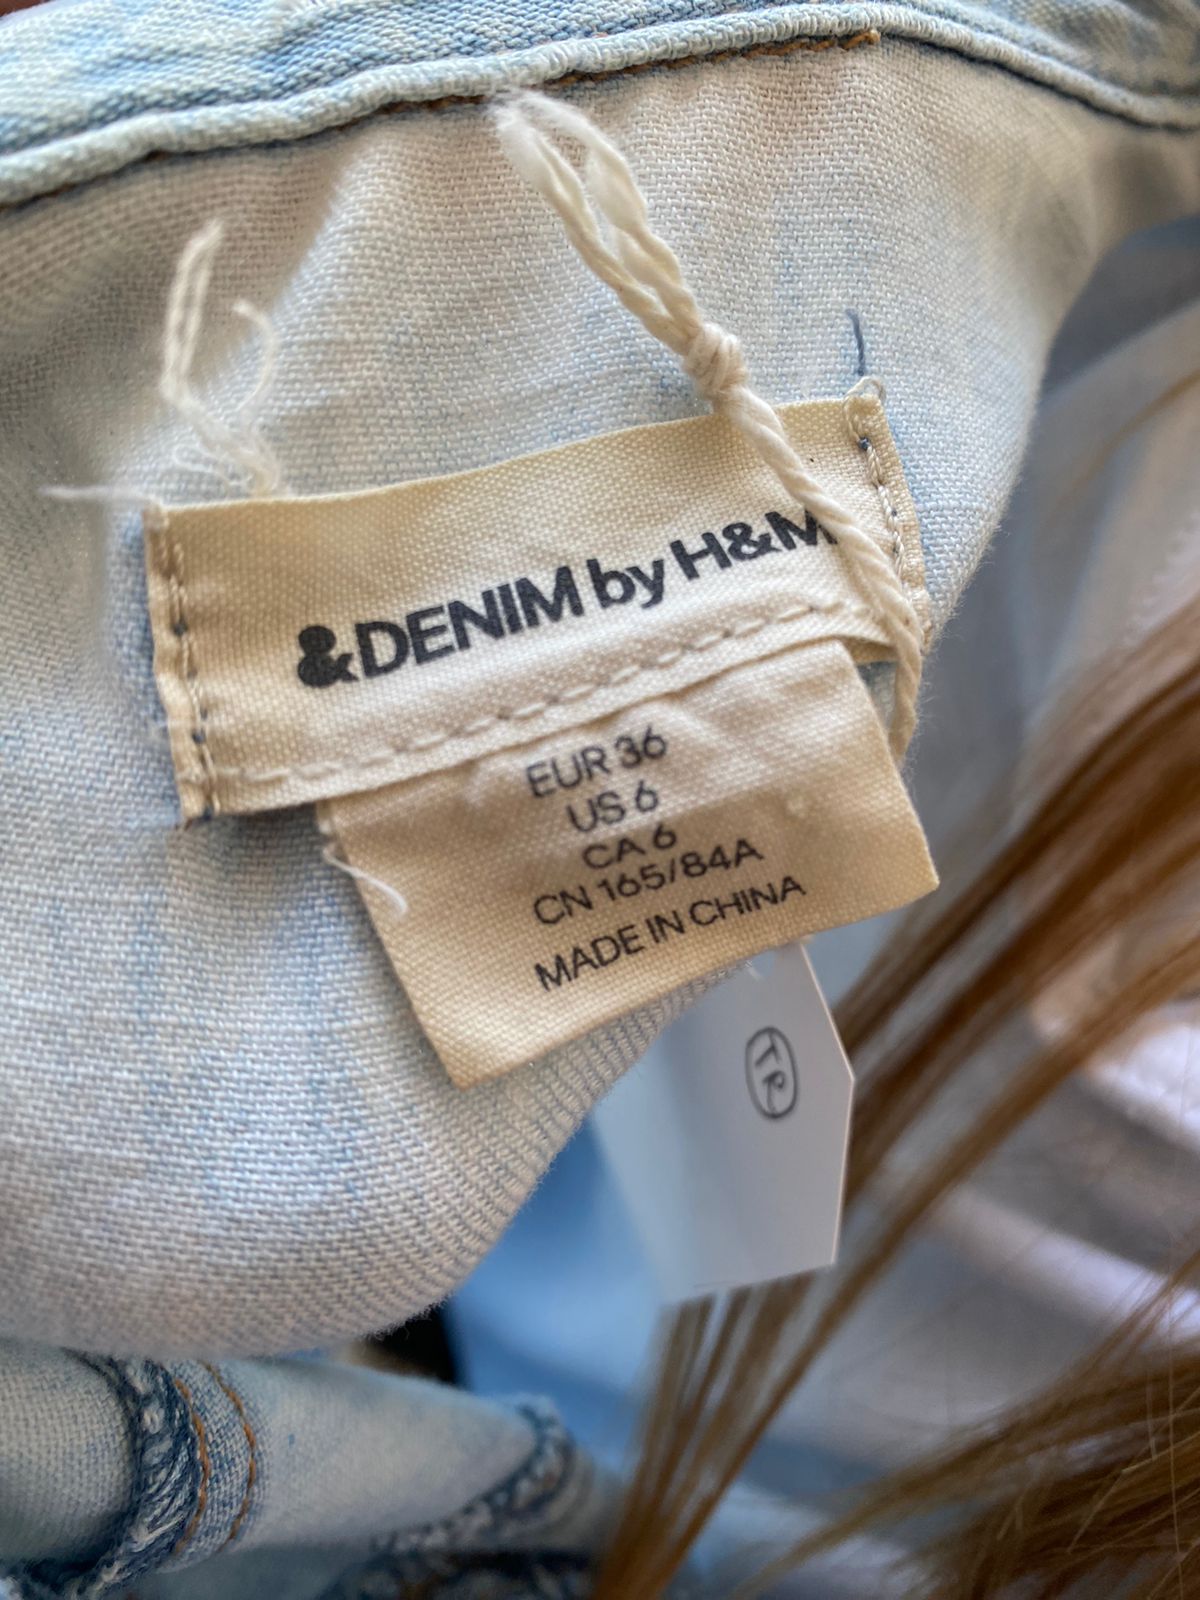 &DENIM by H&M
EUR 36
US 6
CA 6
CN 165/84A
MADE IN CHINA
TR